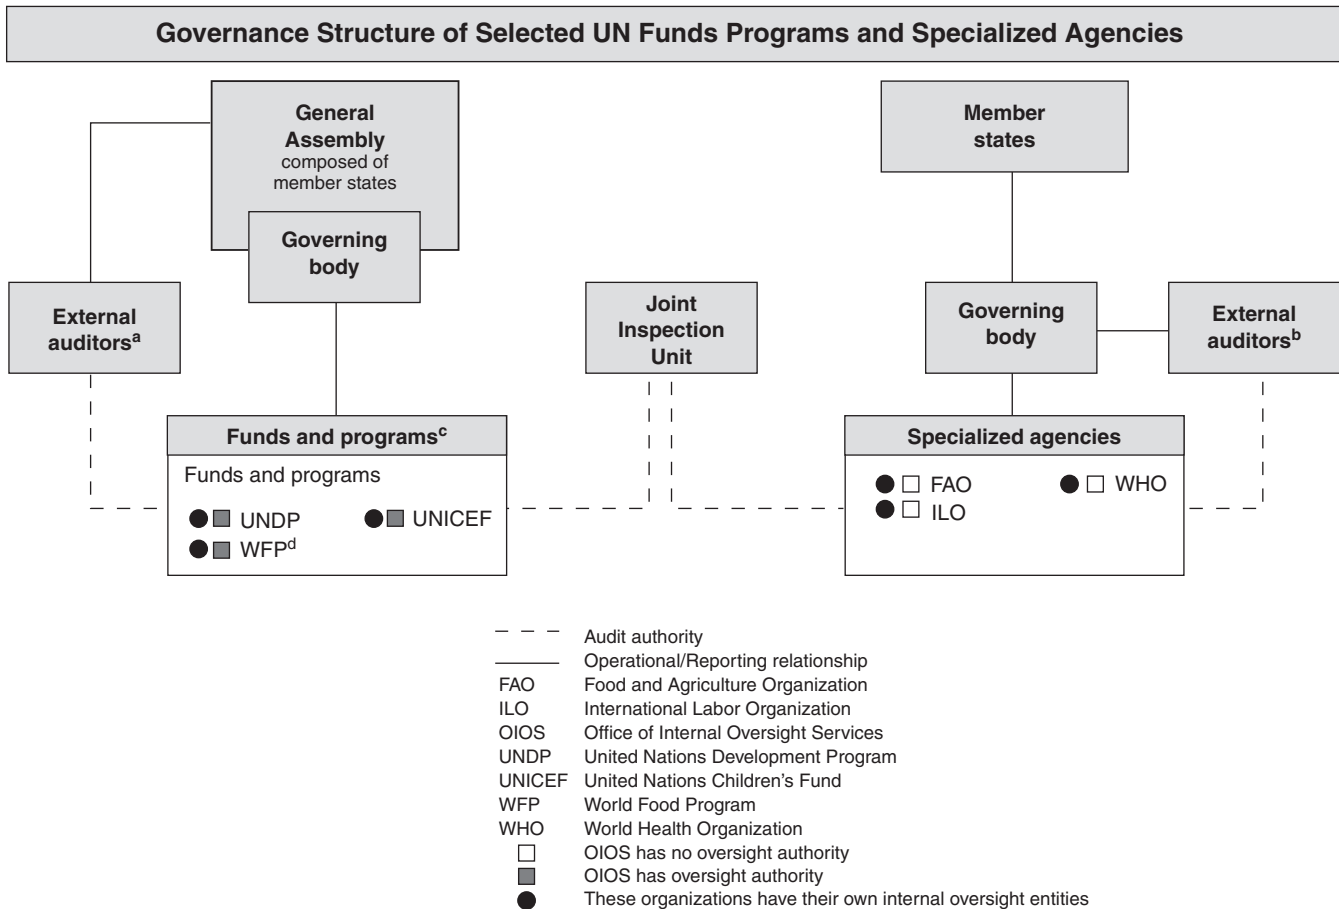 Governance Structure of Selected UN Funds Programs and Specialized Agencies
General
Assembly
composed of
member states
Governing
body
External
auditorsᵃ
Funds and programsᶜ
Funds and programs
UNDP
UNICEF
WFPᵈ
Joint
Inspection
Unit
Member
states
Governing
body
External
auditorsᵇ
Specialized agencies
FAO
WHO
ILO
Audit authority
Operational/Reporting relationship
FAO Food and Agriculture Organization
ILO International Labor Organization
OIOS Office of Internal Oversight Services
UNDP United Nations Development Program
UNICEF United Nations Children's Fund
WFP World Food Program
WHO World Health Organization
OIOS has no oversight authority
OIOS has oversight authority
These organizations have their own internal oversight entities